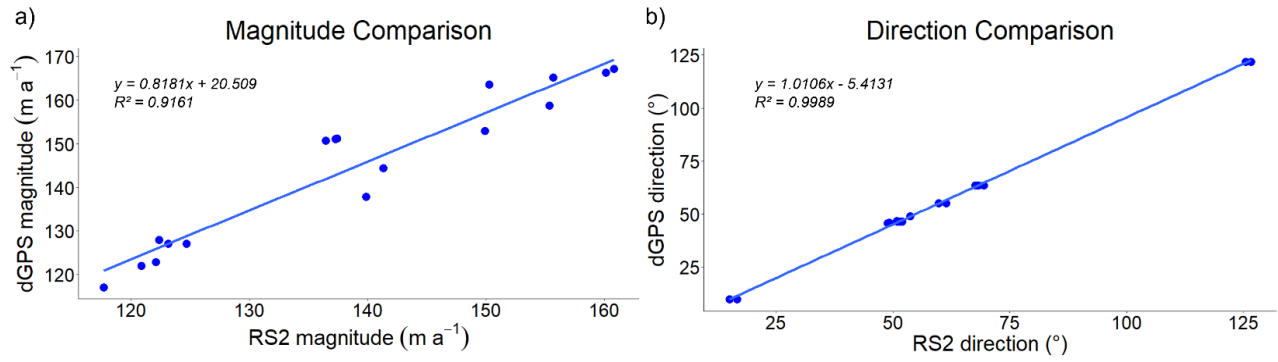 a)
Magnitude Comparison
y = 0.8181x + 20.509
R² = 0.9161
dGPS magnitude (m a⁻¹)
170
160
150
140
130
120
120
130
140
150
160
RS2 magnitude (m a⁻¹)
b)
Direction Comparison
y = 1.0106x - 5.4131
R² = 0.9989
dGPS direction (°)
125
100
75
50
25
25
50
75
100
125
RS2 direction (°)